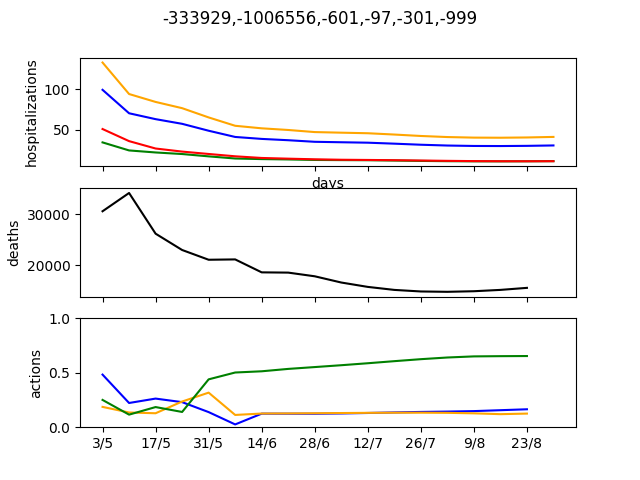 -333929,-1006556,-601,-97,-301,-999
hospitalizations
100
50
days
deaths
30000
20000
actions
1.0
0.5
0.0
3/5 17/5 31/5 14/6 28/6 12/7 26/7 9/8 23/8